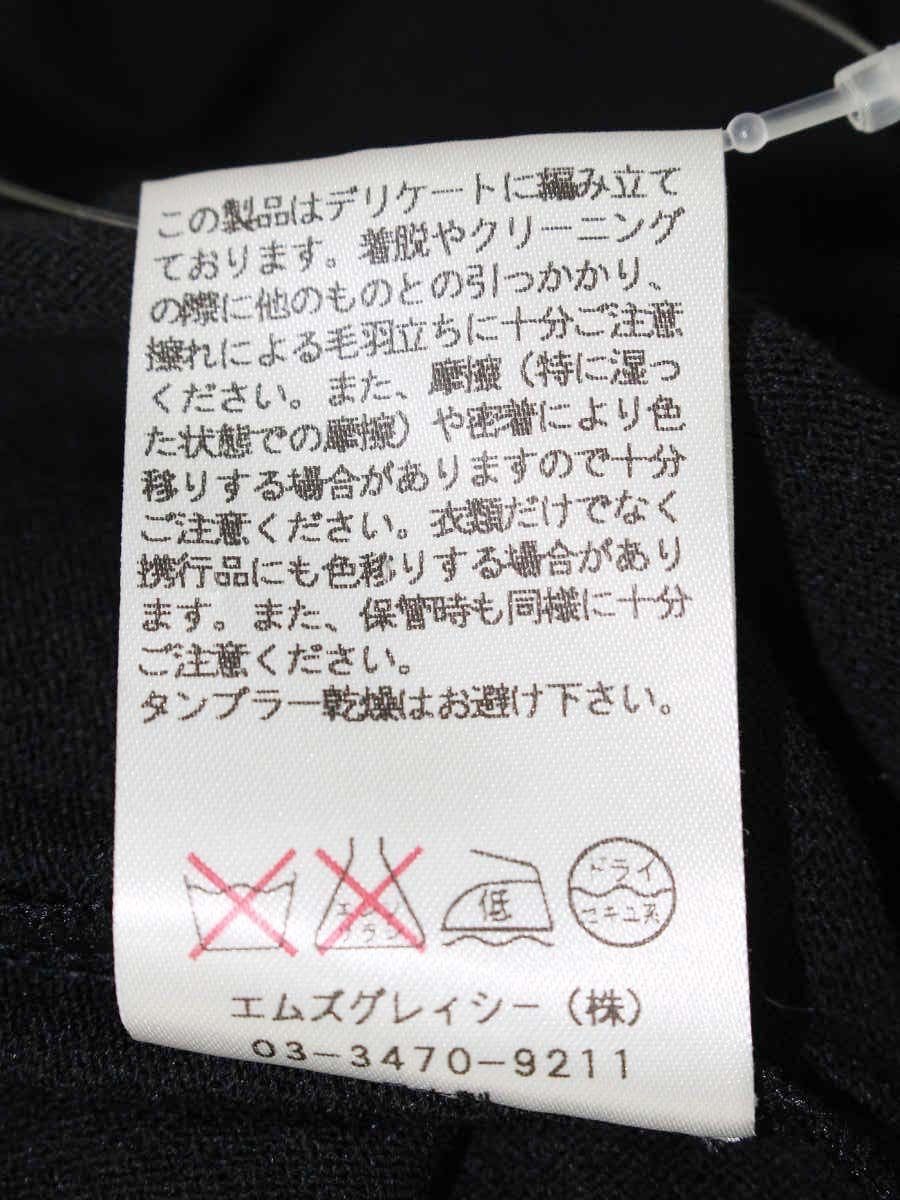 この製品はデリケートに編み立て
ております。着脱やクリーニング
の際に他のものとの引っかかり、
擦れによる毛羽立ちに十分ご注意
ください。また、摩擦（特に湿っ
た状態での摩擦）や密着により色
移りする場合がありますので十分
ご注意ください。衣類だけでなく
携行品にも色移りする場合があり
ます。また、保管時も同様に十分
ご注意ください。
タンブラー乾燥はお避け下さい。
エンソ
サラシ
低
ドライ
セキユ系
エムズグレイシー（株）
03-3470-9211